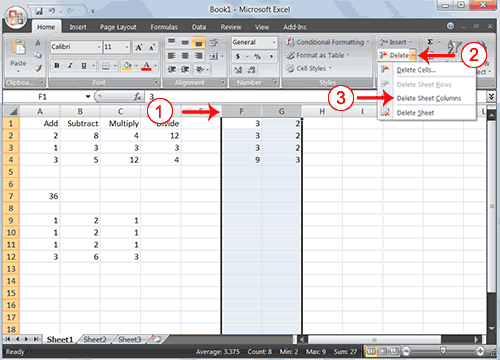 Book1 - Microsoft Excel
Home Insert Page Layout Formulas Data Review View Add-Ins
Paste
Calibri 11
General
Conditional Formatting
Format as Table
Cell Styles
Insert
Delete
2
Clipboard Font Alignment Number Styles
Delete Cells...
Delete Sheet Rows
3 Delete Sheet Columns
Delete Sheet
F1 3
1
A B C D E F G H I J K
1 Add Subtract Multiply Divide 3 2
2 2 8 4 12 3 2
3 1 3 3 3 3 2
4 3 5 12 4 9 3
5
6
7 36
8
9 1 2 1
10 1 2 1
11 1 2 1
12 3 6 3
13
14
15
16
17
18
Sheet1 Sheet2 Sheet3
Ready Average: 3.375 Count: 8 Min: 2 Max: 9 Sum: 27